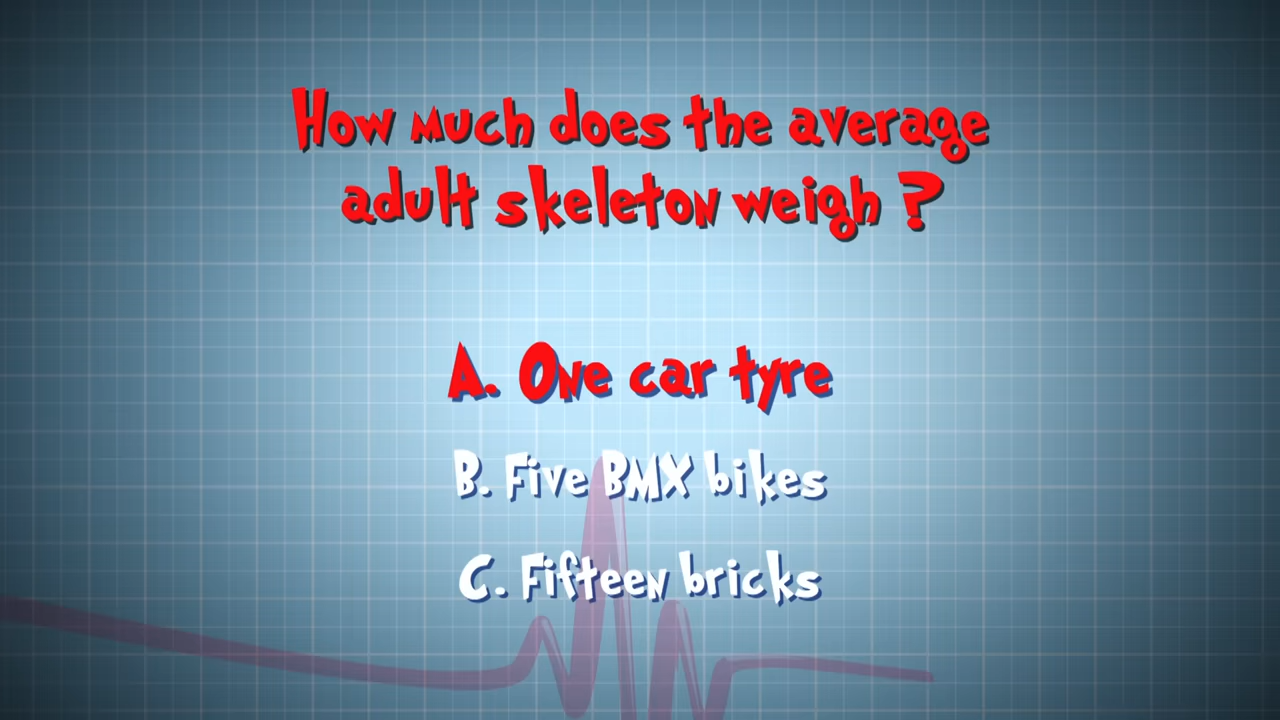 How much does the average
adult skeleton weigh ?
A. One car tyre
B. Five BMX bikes
C. Fifteen bricks